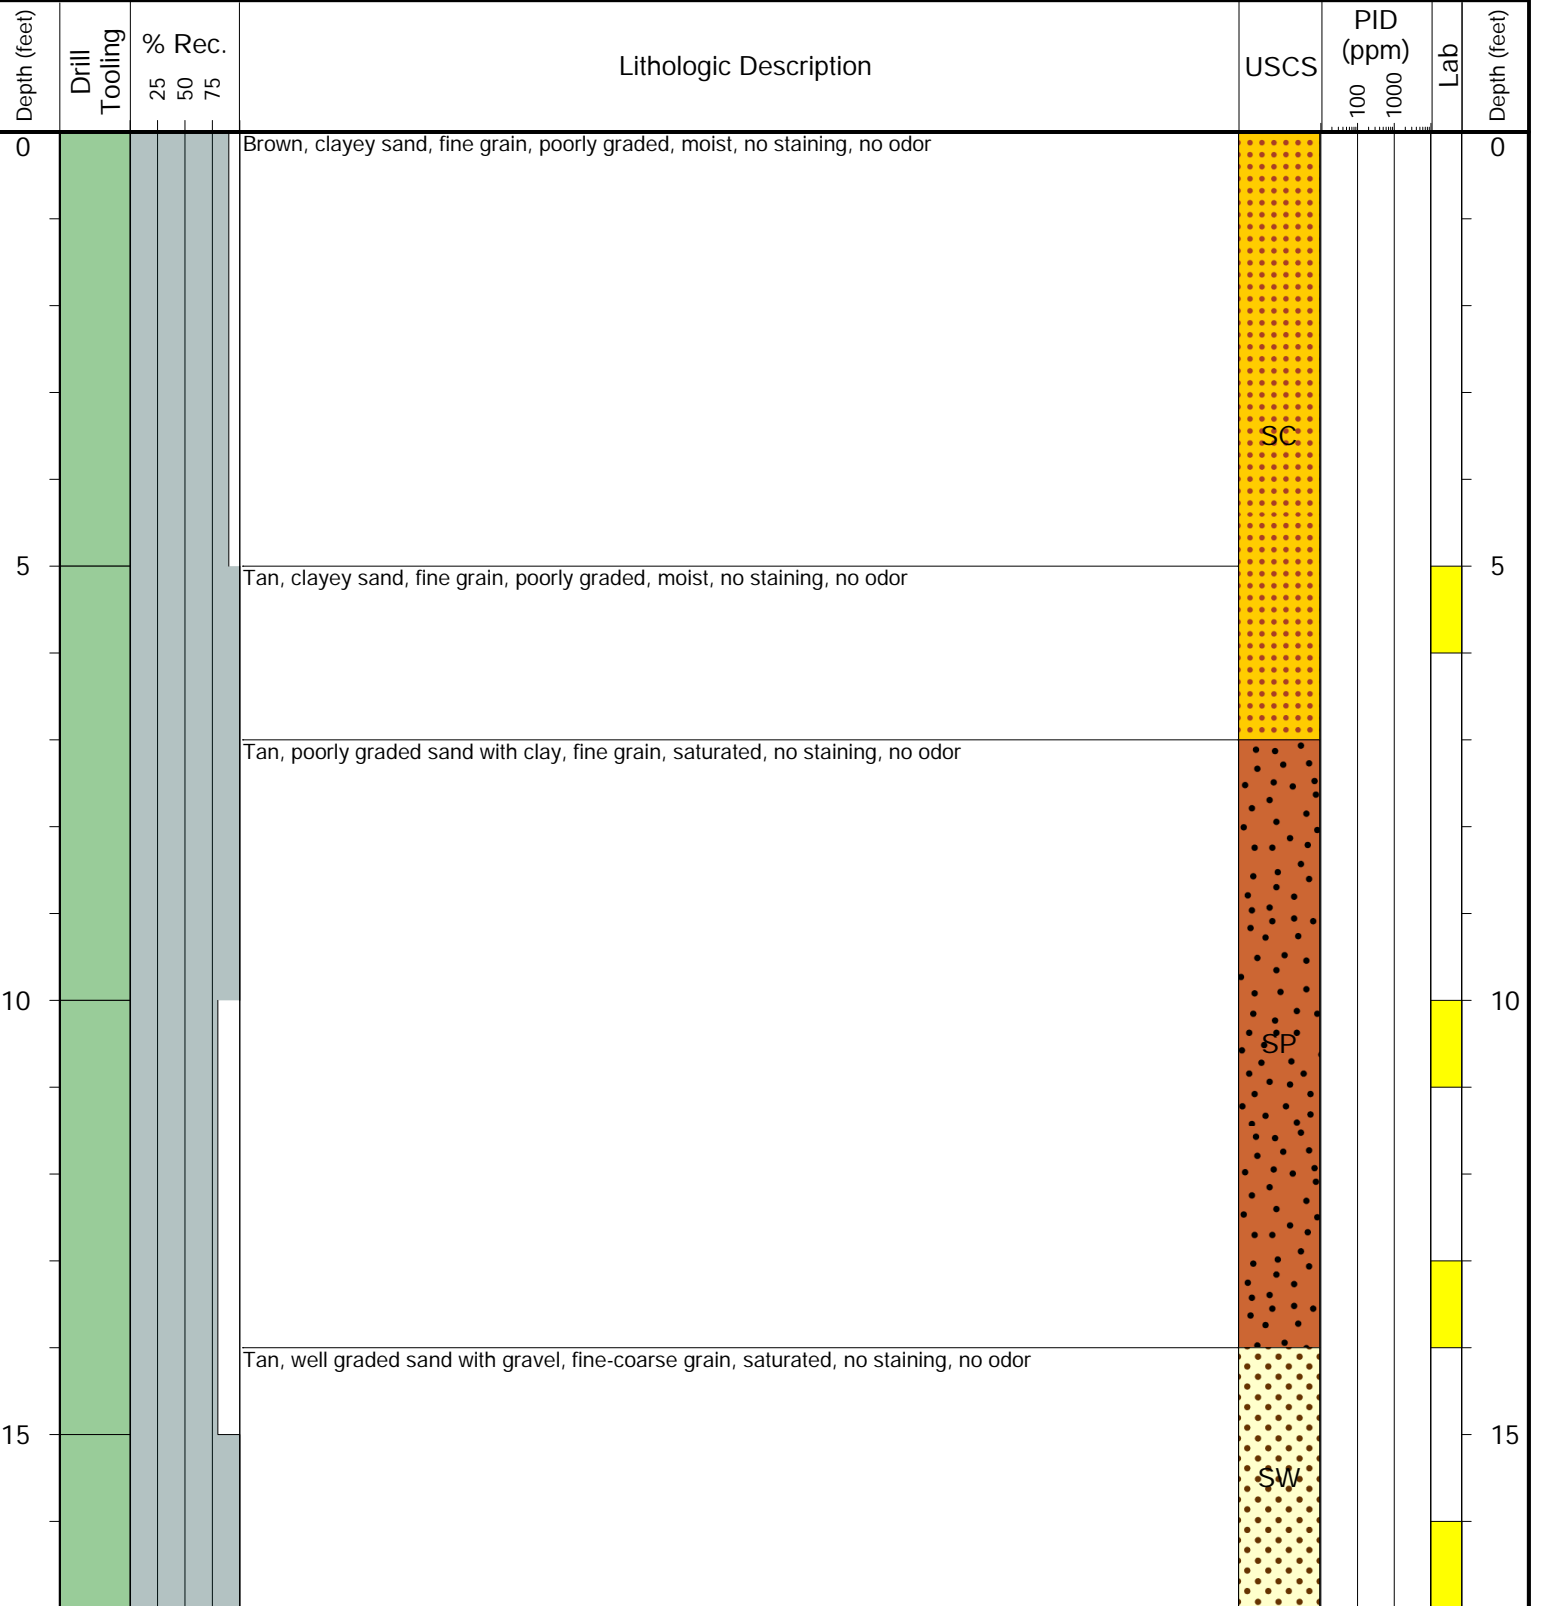 Depth (feet)
Drill
Tooling
% Rec.
25 50 75
Lithologic Description
USCS
PID
(ppm)
100 1000
Lab
Depth (feet)
0
Brown, clayey sand, fine grain, poorly graded, moist, no staining, no odor
0
SC
5
Tan, clayey sand, fine grain, poorly graded, moist, no staining, no odor
5
Tan, poorly graded sand with clay, fine grain, saturated, no staining, no odor
10
10
SP
Tan, well graded sand with gravel, fine-coarse grain, saturated, no staining, no odor
15
15
SW